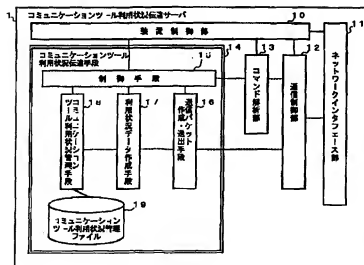 1
コミュニケーションツール利用状況伝達サーバ
10
11
装置制御部
14
13
12
コミュニケーションツール
利用状況伝達手段
15
制御手段
コマンド解析部
通信制御部
ネットワークインタフェース部
18
17
16
コミュニケーション
ツール利用状況管理
手段
利用状況データ作成手段
送信パケット
作成・送出手段
19
コミュニケーション
ツール利用状況管理
ファイル